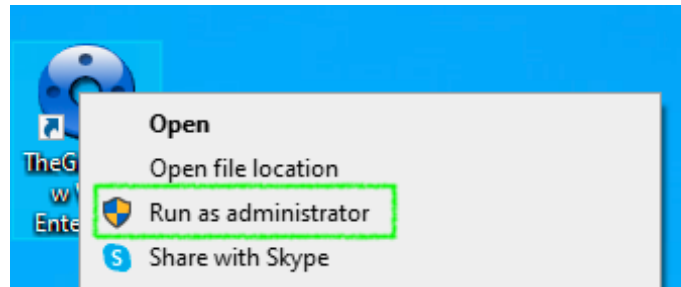 Open
TheG
Open file location
w
Run as administrator
Ente
Share with Skype